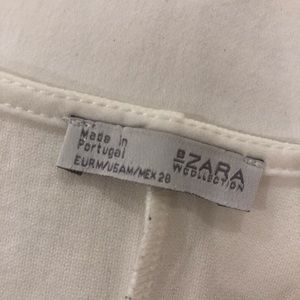 Made in
Portugal
EUR M/USA M/MEX 28
ZARA
W&B COLLECTION